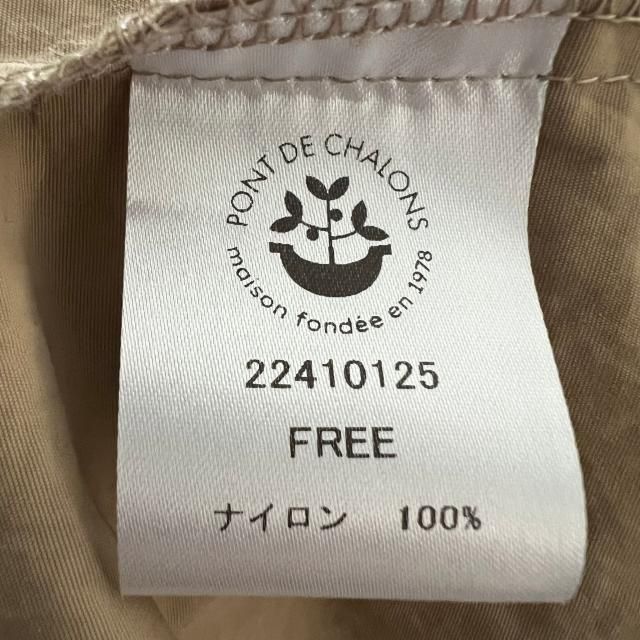 PONT DE CHALONS
maison fondée en 1978
22410125
FREE
ナイロン 100%